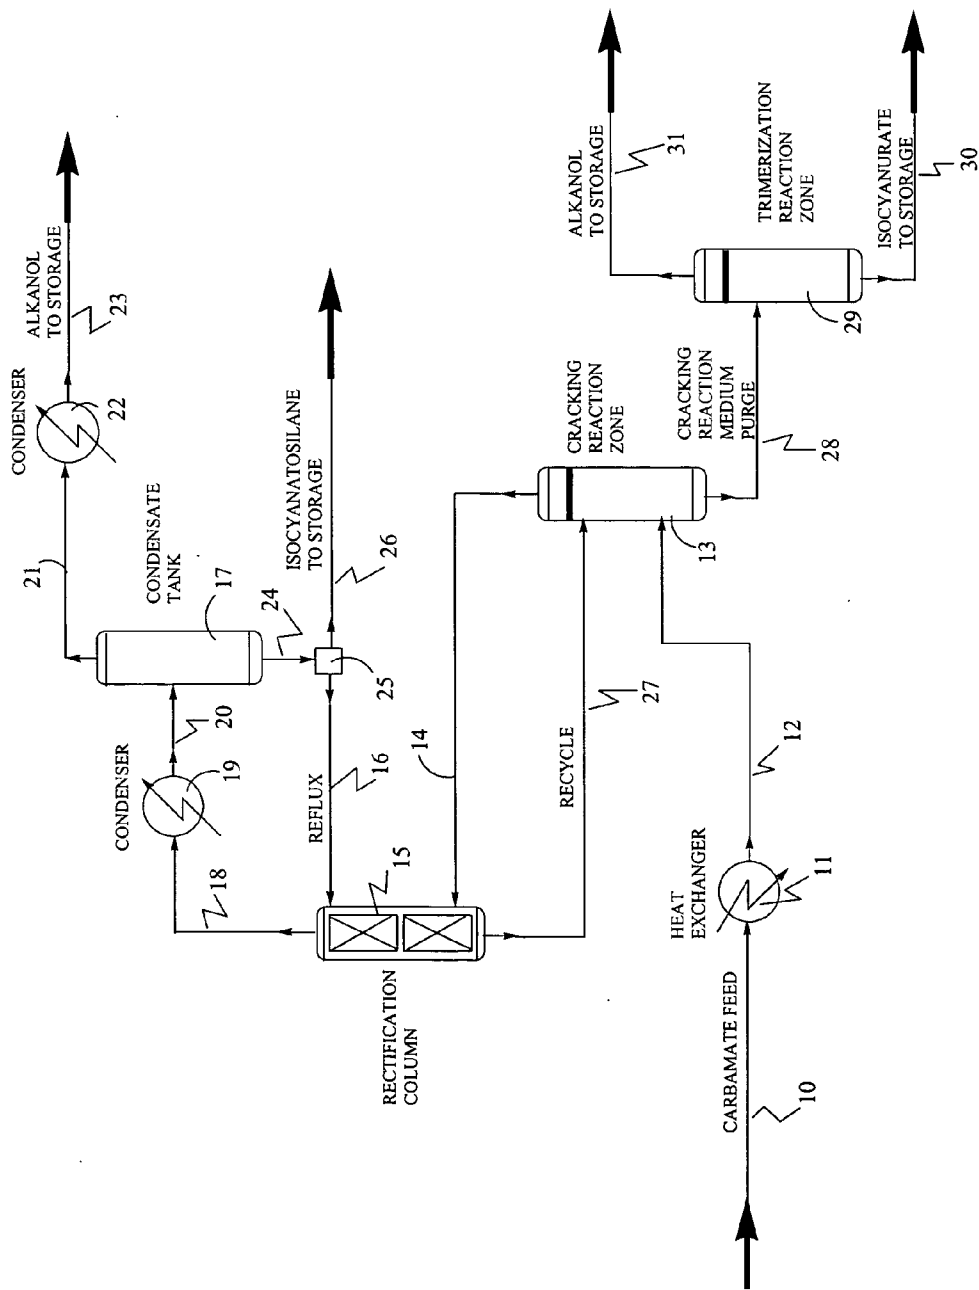 ALKANOL
TO STORAGE
23
CONDENSER
22
21
CONDENSATE
TANK
17
24
20
CONDENSER
19
18
ISOCYANATOSILANE
TO STORAGE
26
25
REFLUX
16
15
RECTIFICATION
COLUMN
14
CRACKING
REACTION
ZONE
13
RECYCLE
27
ALKANOL
TO STORAGE
31
TRIMERIZATION
REACTION
ZONE
29
ISOCYANURATE
TO STORAGE
30
CRACKING
REACTION
MEDIUM
PURGE
28
12
HEAT
EXCHANGER
11
CARBAMATE FEED
10